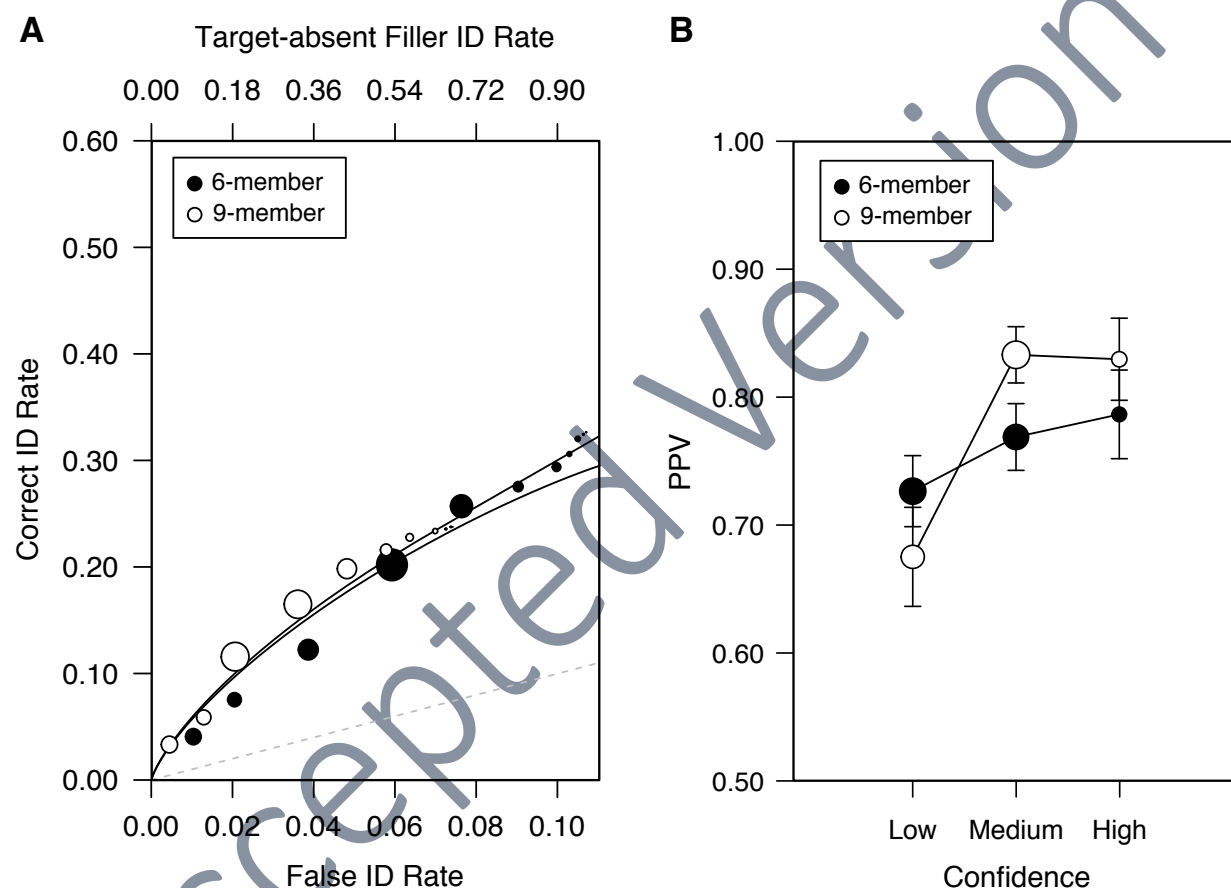 A
Target-absent Filler ID Rate
0.00 0.18 0.36 0.54 0.72 0.90
0.60
0.50
0.40
0.30
0.20
0.10
0.00
Correct ID Rate
6-member
9-member
0.00 0.02 0.04 0.06 0.08 0.10
False ID Rate
B
1.00
0.90
0.80
0.70
0.60
0.50
PPV
6-member
9-member
Low Medium High
Confidence
ccepted Version